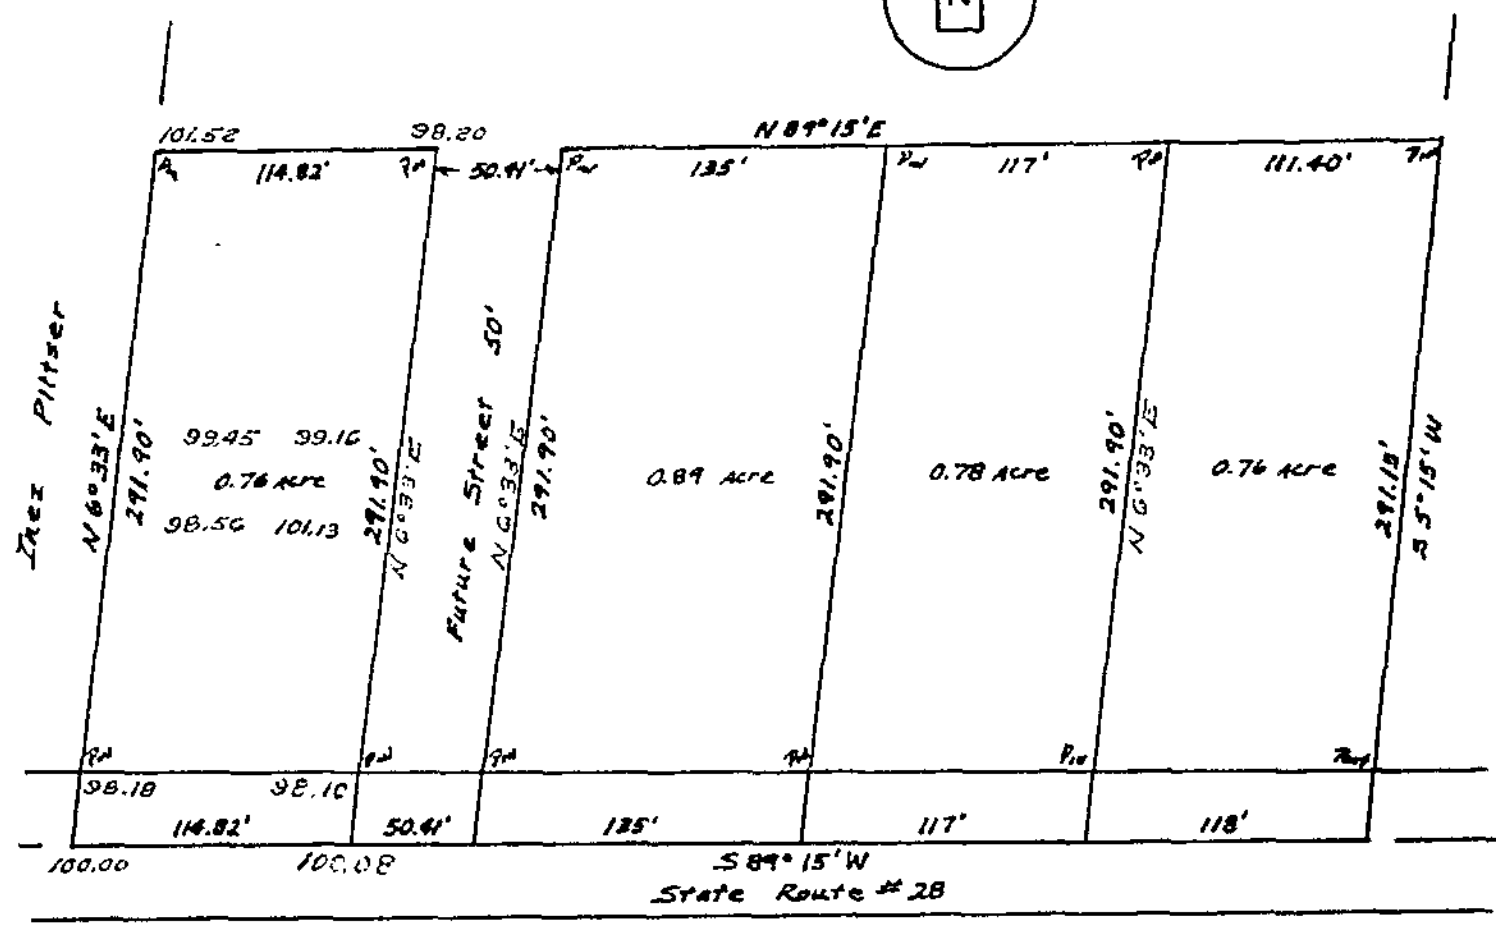 N 89° 15' E
101.52
98.20
114.82'
50.41'
135'
117'
111.40'
Inez Pittser
N 6° 33' E
291.90'
99.45 99.16
0.76 Acre
98.56 101.13
291.90'
N 6° 33' E
Future Street 50'
N 6° 33' E
291.90'
0.89 Acre
291.90'
0.78 Acre
291.90'
N 6° 33' E
0.76 Acre
291.15'
S 5° 15' W
98.18
98.10
114.82'
50.41'
135'
117'
118'
100.00
100.08
S 89° 15' W
State Route # 28